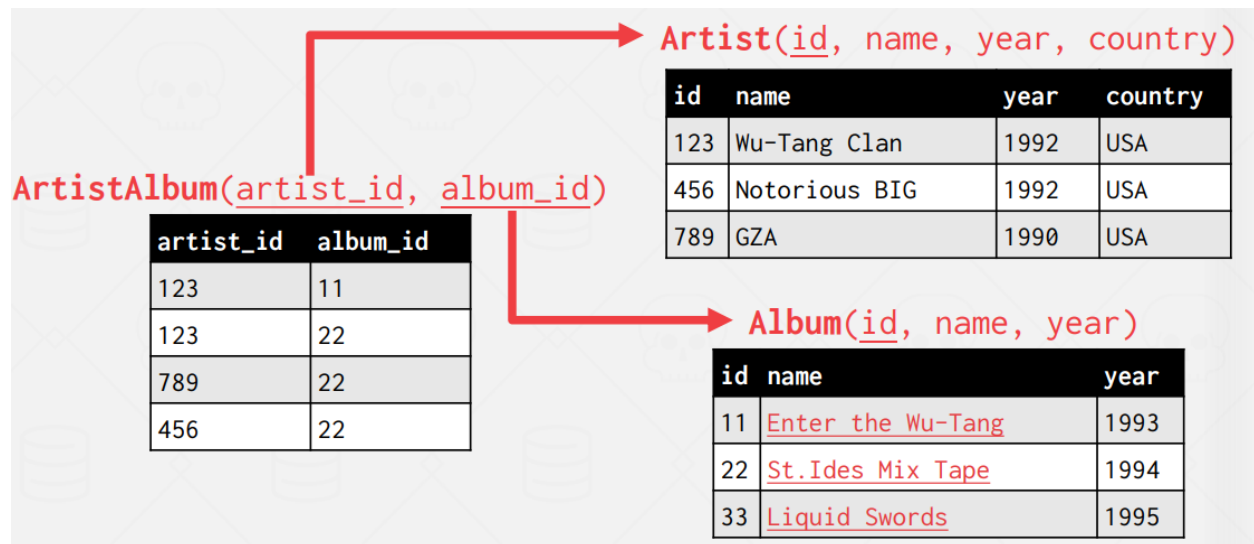 Artist(id, name, year, country)
id name year country
123 Wu-Tang Clan 1992 USA
456 Notorious BIG 1992 USA
789 GZA 1990 USA
ArtistAlbum(artist_id, album_id)
artist_id album_id
123 11
123 22
789 22
456 22
Album(id, name, year)
id name year
11 Enter the Wu-Tang 1993
22 St.Ides Mix Tape 1994
33 Liquid Swords 1995